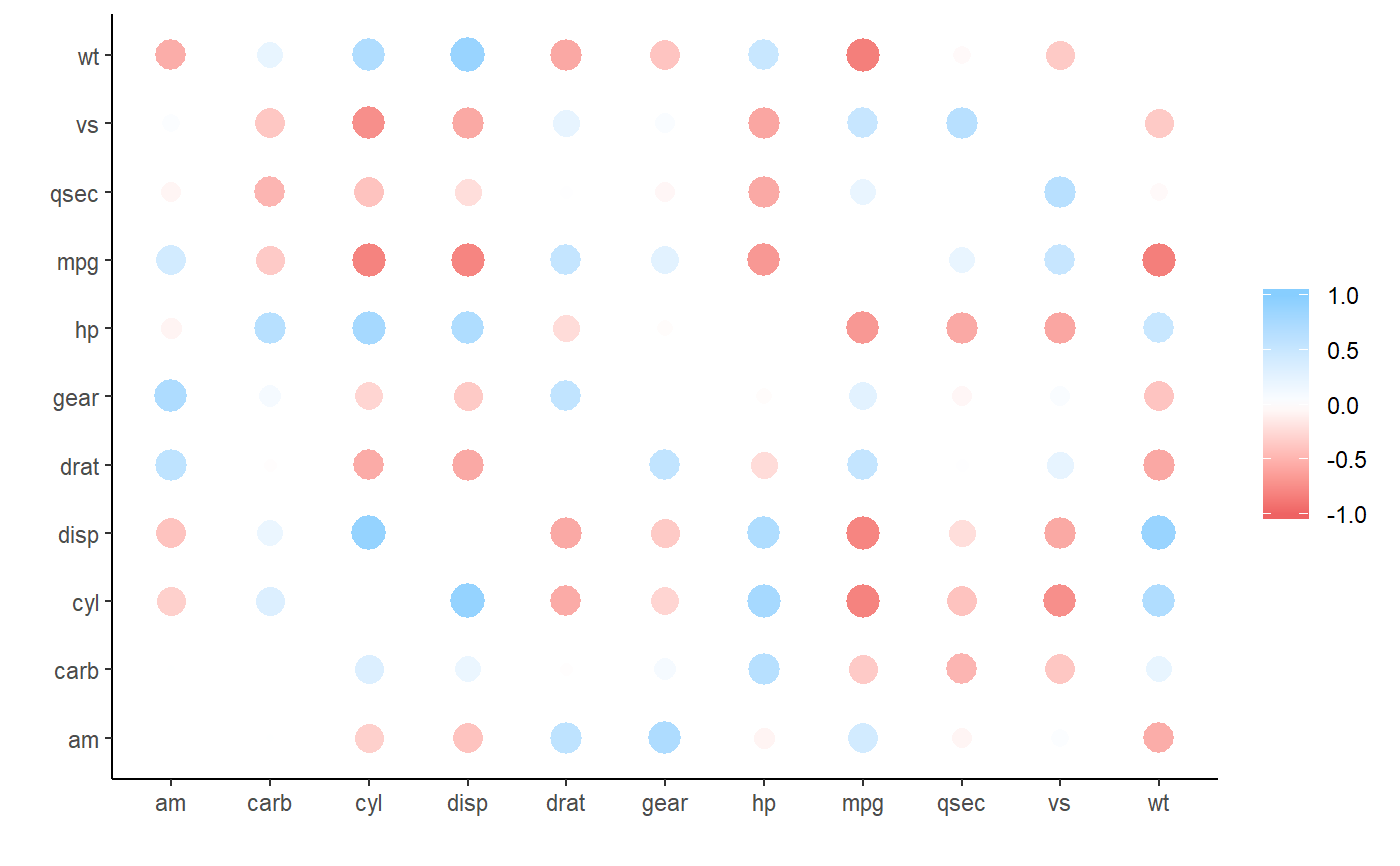 wt
vs
qsec
mpg
hp
gear
drat
disp
cyl
carb
am
am carb cyl disp drat gear hp mpg qsec vs wt
1.0
0.5
0.0
-0.5
-1.0